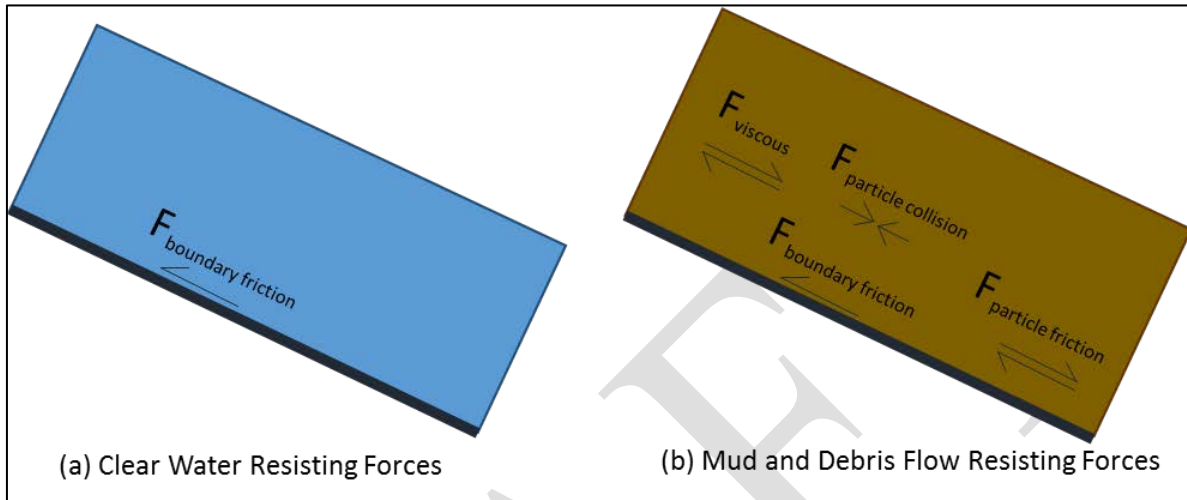 F boundary friction
F viscous
F particle collision
F boundary friction
F particle friction
(a) Clear Water Resisting Forces
(b) Mud and Debris Flow Resisting Forces